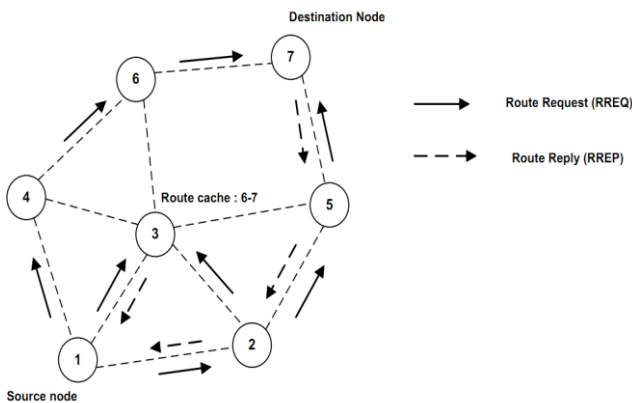 Destination Node
7
6
Route Request (RREQ)
Route Reply (RREP)
4
Route cache : 6-7
5
3
2
1
Source node